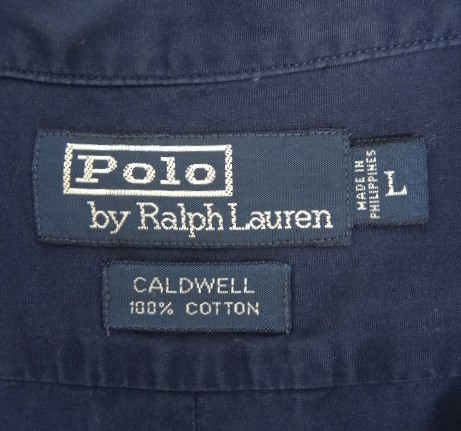 Polo
by Ralph Lauren
MADE IN
PHILIPPINES
L
CALDWELL
100% COTTON